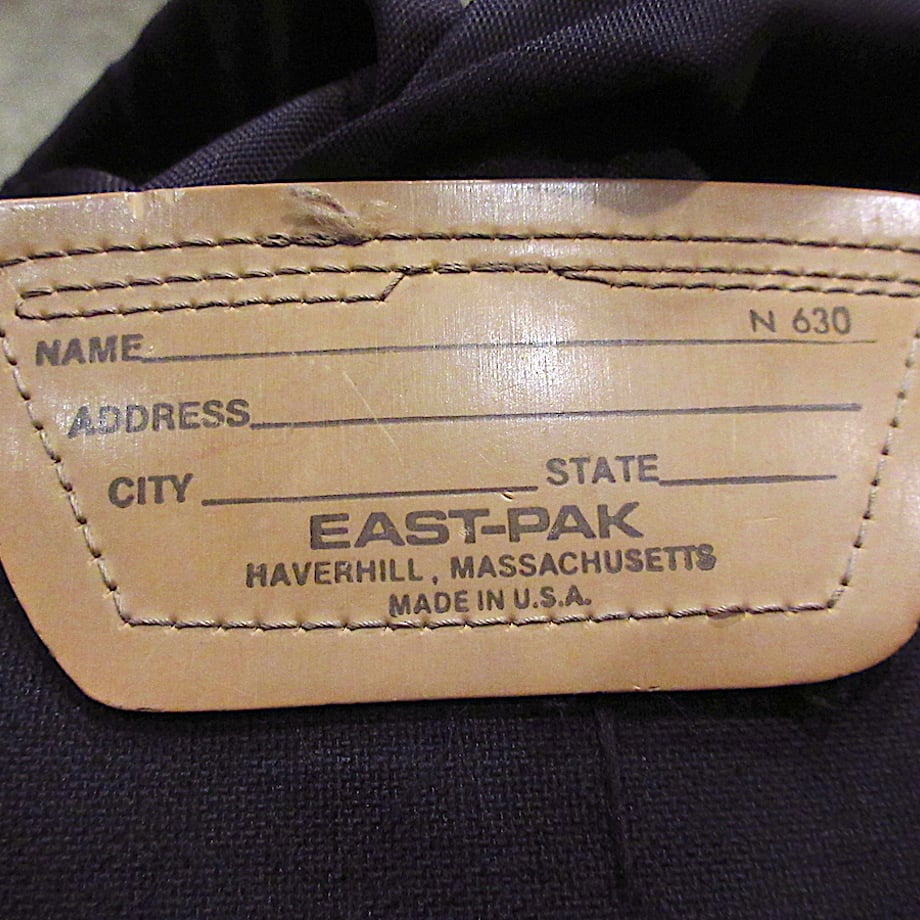 N 630
NAME
ADDRESS
CITY STATE
EAST-PAK
HAVERHILL, MASSACHUSETTS
MADE IN U.S.A.